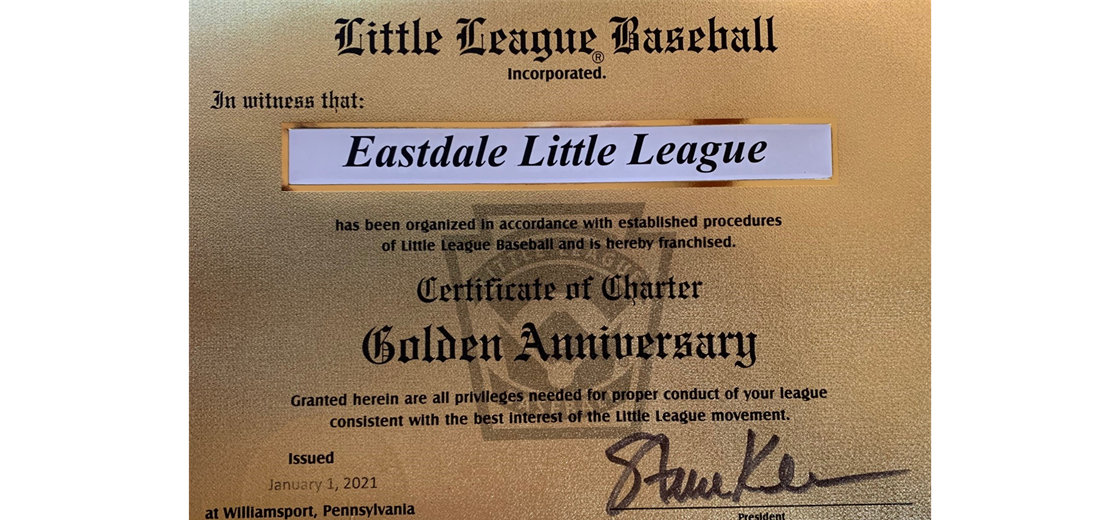 Little League® Baseball
Incorporated.
In witness that:
Eastdale Little League
has been organized in accordance with established procedures
of Little League Baseball and is hereby franchised.
LITTLE LEAGUE
Certificate of Charter
Golden Anniversary
Granted herein are all privileges needed for proper conduct of your league
consistent with the best interest of the Little League movement.
Issued
January 1, 2021
at Williamsport, Pennsylvania
President